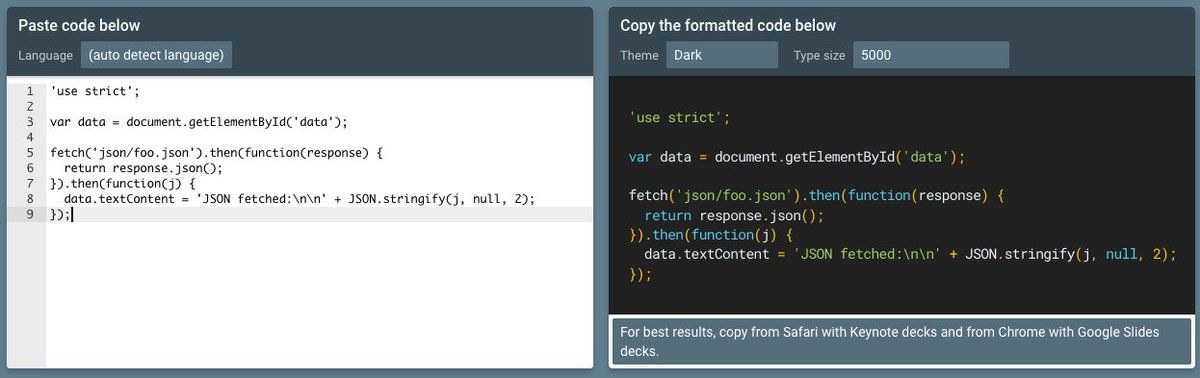 Paste code below
Language (auto detect language)
1 'use strict';
2
3 var data = document.getElementById('data');
4
5 fetch('json/foo.json').then(function(response) {
6   return response.json();
7 }).then(function(j) {
8   data.textContent = 'JSON fetched:\n\n' + JSON.stringify(j, null, 2);
9 });
Copy the formatted code below
Theme Dark Type size 5000
'use strict';

var data = document.getElementById('data');

fetch('json/foo.json').then(function(response) {
  return response.json();
}).then(function(j) {
  data.textContent = 'JSON fetched:\n\n' + JSON.stringify(j, null, 2);
});
For best results, copy from Safari with Keynote decks and from Chrome with Google Slides
decks.